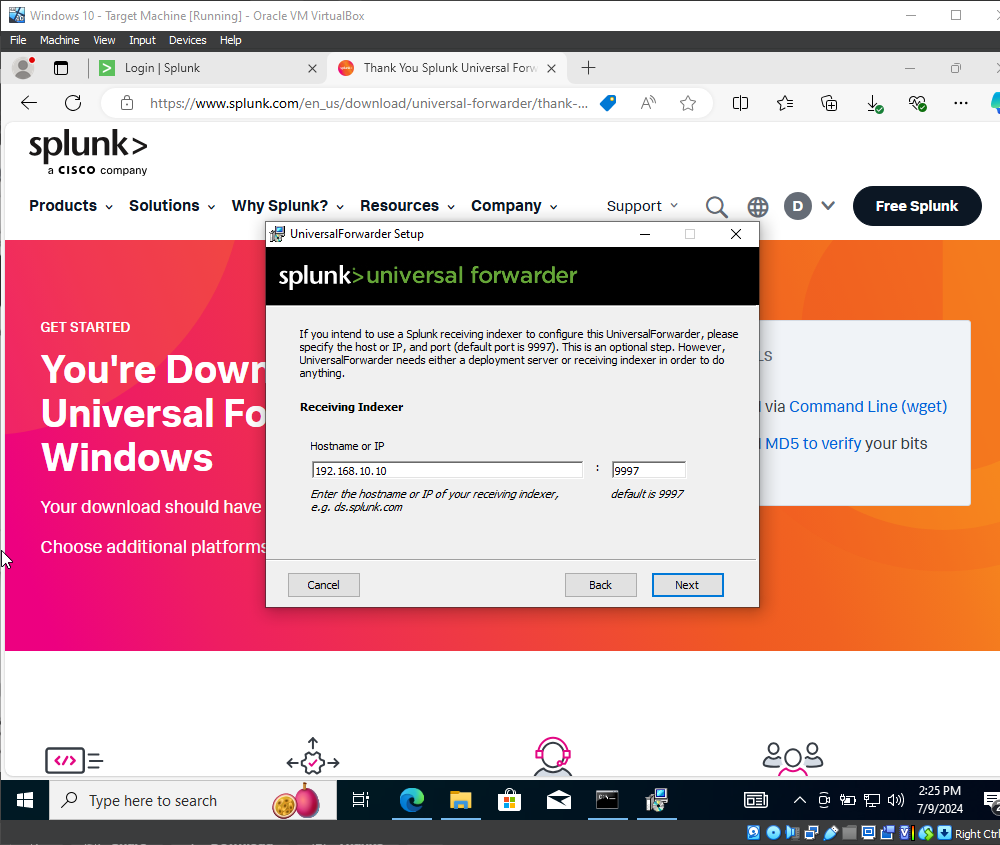 Windows 10 - Target Machine [Running] - Oracle VM VirtualBox
File Machine View Input Devices Help
Login | Splunk
Thank You Splunk Universal Forw
https://www.splunk.com/en_us/download/universal-forwarder/thank-...
splunk>
a CISCO company
Products Solutions Why Splunk? Resources Company Support D Free Splunk
UniversalForwarder Setup
splunk>universal forwarder
If you intend to use a Splunk receiving indexer to configure this UniversalForwarder, please
specify the host or IP, and port (default port is 9997). This is an optional step. However,
UniversalForwarder needs either a deployment server or receiving indexer in order to do
anything.
Receiving Indexer
Hostname or IP
192.168.10.10 : 9997
Enter the hostname or IP of your receiving indexer,
e.g. ds.splunk.com
default is 9997
Cancel Back Next
GET STARTED
You're Down
Universal Fo
Windows
Your download should have
Choose additional platforms
LS
via Command Line (wget)
MD5 to verify your bits
Type here to search
2:25 PM
7/9/2024
Right Ctrl